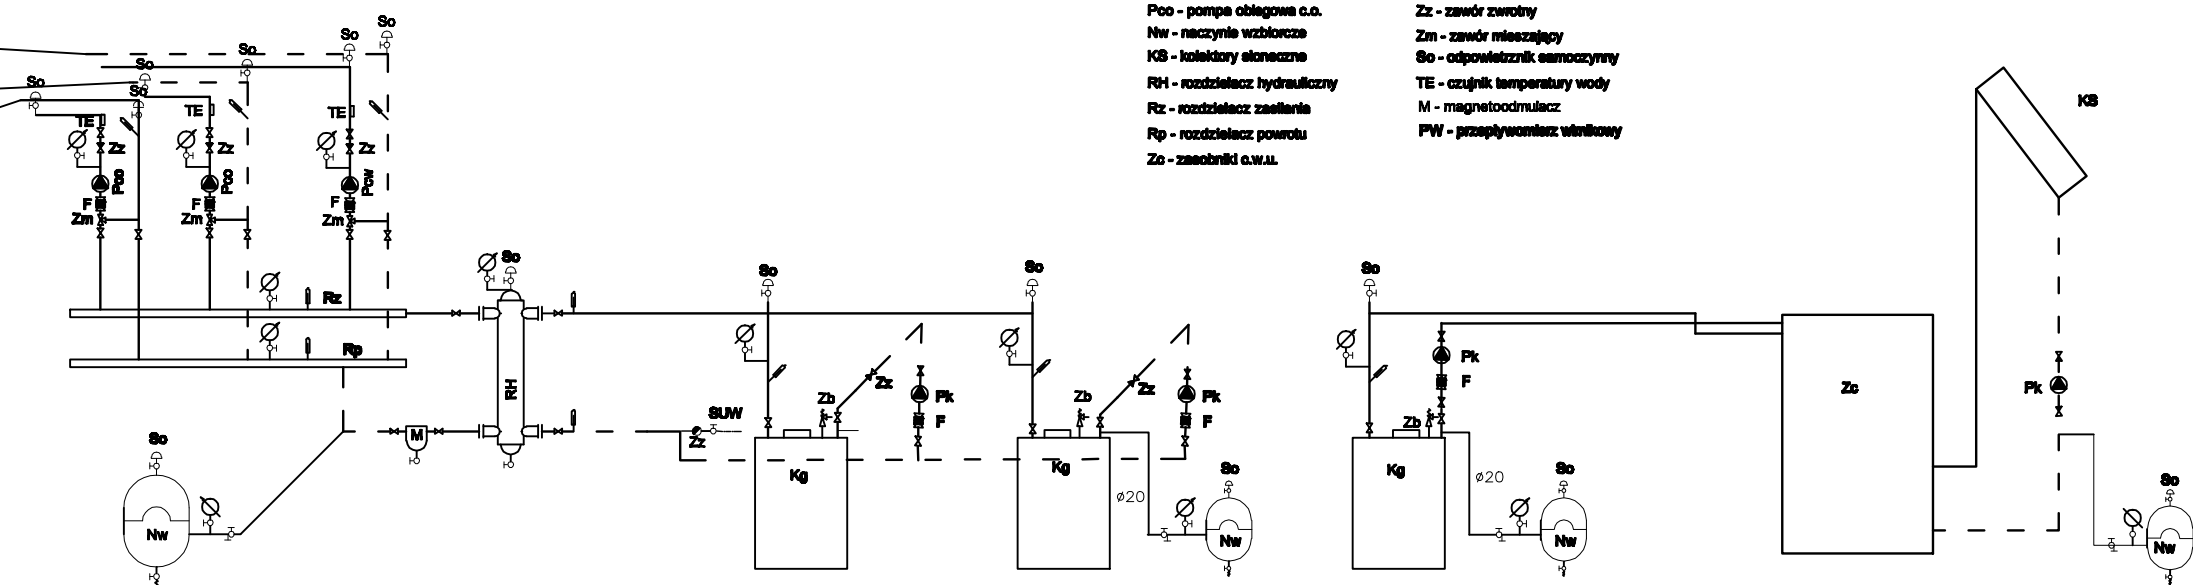 Pco - pompa obiegowa c.o.
Nw - naczynie wzbiorcze
KS - kolektory słoneczne
RH - rozdzielacz hydrauliczny
Rz - rozdzielacz zasilania
Rp - rozdzielacz powrotu
Zc - zasobniki c.w.u.
Zz - zawór zwrotny
Zm - zawór mieszający
So - odpowietrznik samoczynny
TE - czujnik temperatury wody
M - magnetoodmulacz
PW - przepływomierz wirnikowy
So
So
So
So
So
So
TE
TE
TE
Zz
Zz
Zz
Pco
Pco
Pcw
F
F
F
Zm
Zm
Zm
KS
So
So
So
So
Rz
Rp
RH
Zz
Zz
Pk
Pk
Pk
Pk
Zb
Zb
Zb
F
F
F
SUW
Zz
M
Zc
So
Kg
Kg
Kg
ø20
ø20
So
So
So
Nw
Nw
Nw
Nw